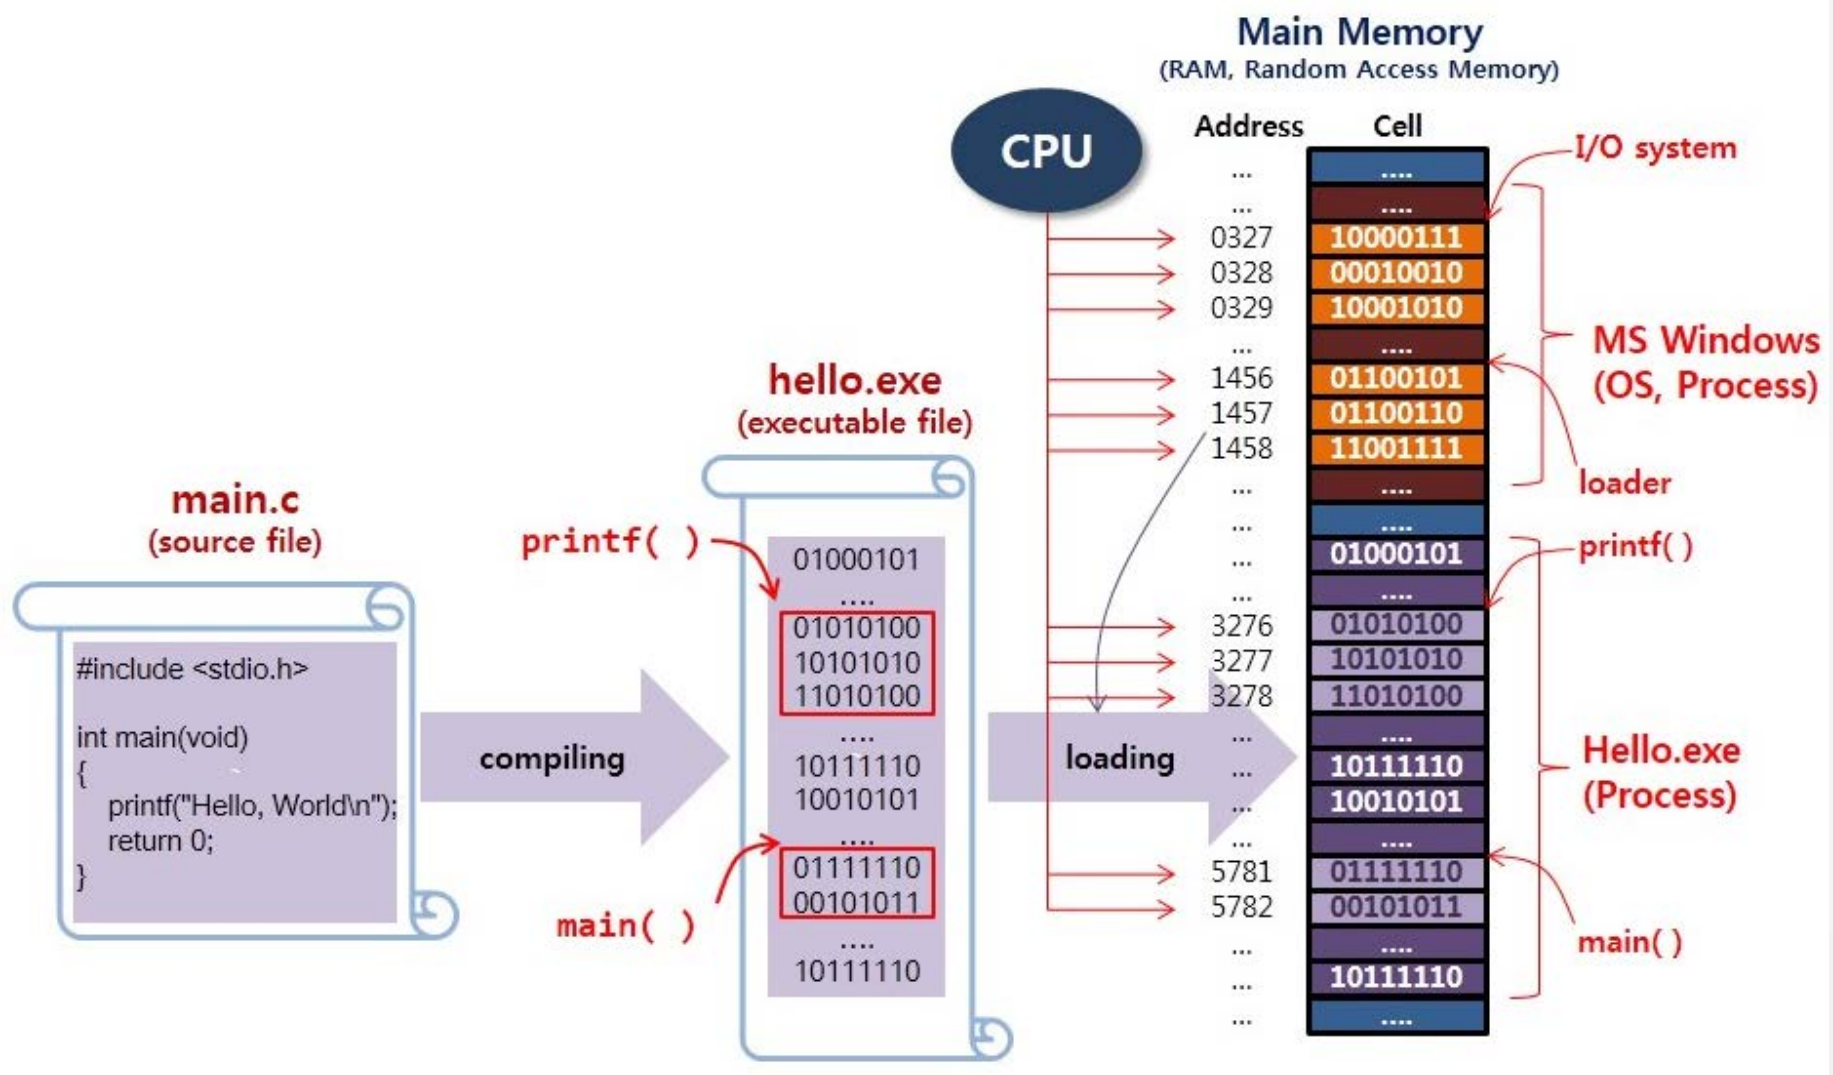 Main Memory
(RAM, Random Access Memory)
CPU
Address Cell
... ....
I/O system
... ....
0327 10000111
0328 00010010
0329 10001010
... ....
MS Windows
(OS, Process)
1456 01100101
1457 01100110
1458 11001111
... ....
loader
... ....
... 01000101
printf( )
... ....
3276 01010100
3277 10101010
3278 11010100
... ....
... 10111110
... 10010101
Hello.exe
(Process)
... ....
5781 01111110
5782 00101011
... ....
main( )
... 10111110
... ....
hello.exe
(executable file)
printf( )
01000101
....
01010100
10101010
11010100
....
10111110
10010101
....
01111110
00101011
main( )
....
10111110
loading
main.c
(source file)
#include <stdio.h>
int main(void)
{
printf("Hello, World\n");
return 0;
}
compiling